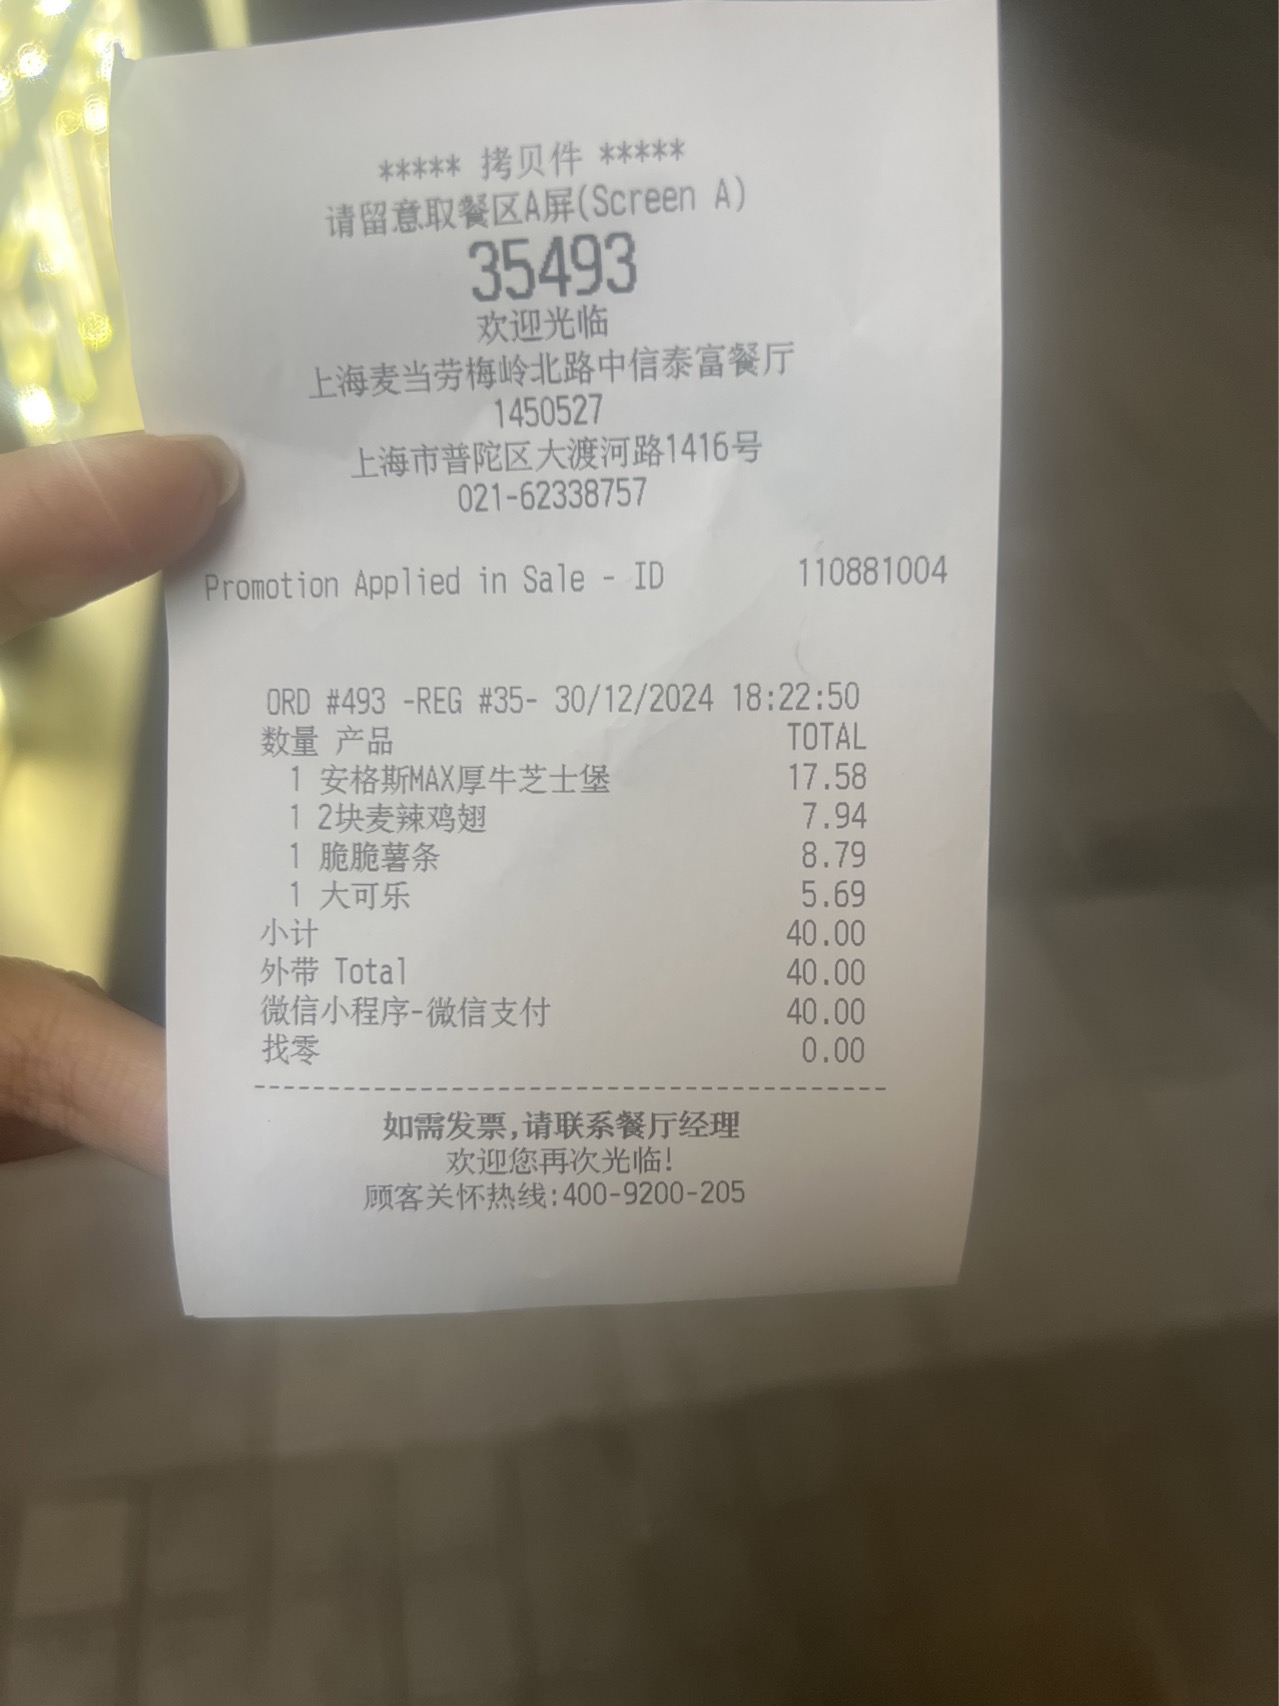 ***** 拷贝件 *****
请留意取餐区A屏(Screen A)
35493
欢迎光临
上海麦当劳梅岭北路中信泰富餐厅
1450527
上海市普陀区大渡河路1416号
021-62338757
Promotion Applied in Sale - ID 110881004
ORD #493 -REG #35- 30/12/2024 18:22:50
数量 产品 TOTAL
1 安格斯MAX厚牛芝士堡 17.58
1 2块麦辣鸡翅 7.94
1 脆脆薯条 8.79
1 大可乐 5.69
小计 40.00
外带 Total 40.00
微信小程序-微信支付 40.00
找零 0.00
----------------------------------------
如需发票,请联系餐厅经理
欢迎您再次光临!
顾客关怀热线:400-9200-205